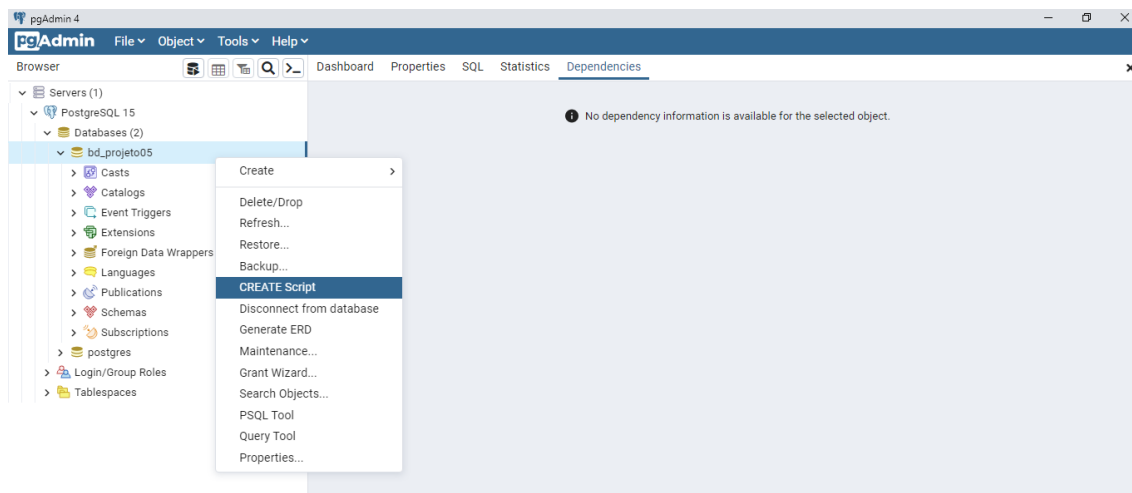 pgAdmin 4
pgAdmin File Object Tools Help
Browser
Dashboard Properties SQL Statistics Dependencies
Servers (1)
PostgreSQL 15
Databases (2)
bd_projeto05
Casts
Catalogs
Event Triggers
Extensions
Foreign Data Wrappers
Languages
Publications
Schemas
Subscriptions
postgres
Login/Group Roles
Tablespaces
Create
Delete/Drop
Refresh...
Restore...
Backup...
CREATE Script
Disconnect from database
Generate ERD
Maintenance...
Grant Wizard...
Search Objects...
PSQL Tool
Query Tool
Properties...
No dependency information is available for the selected object.